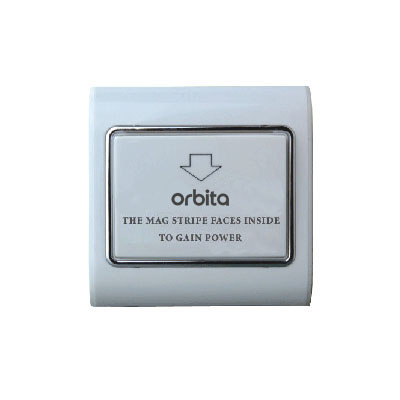 orbita
THE MAG STRIPE FACES INSIDE
TO GAIN POWER